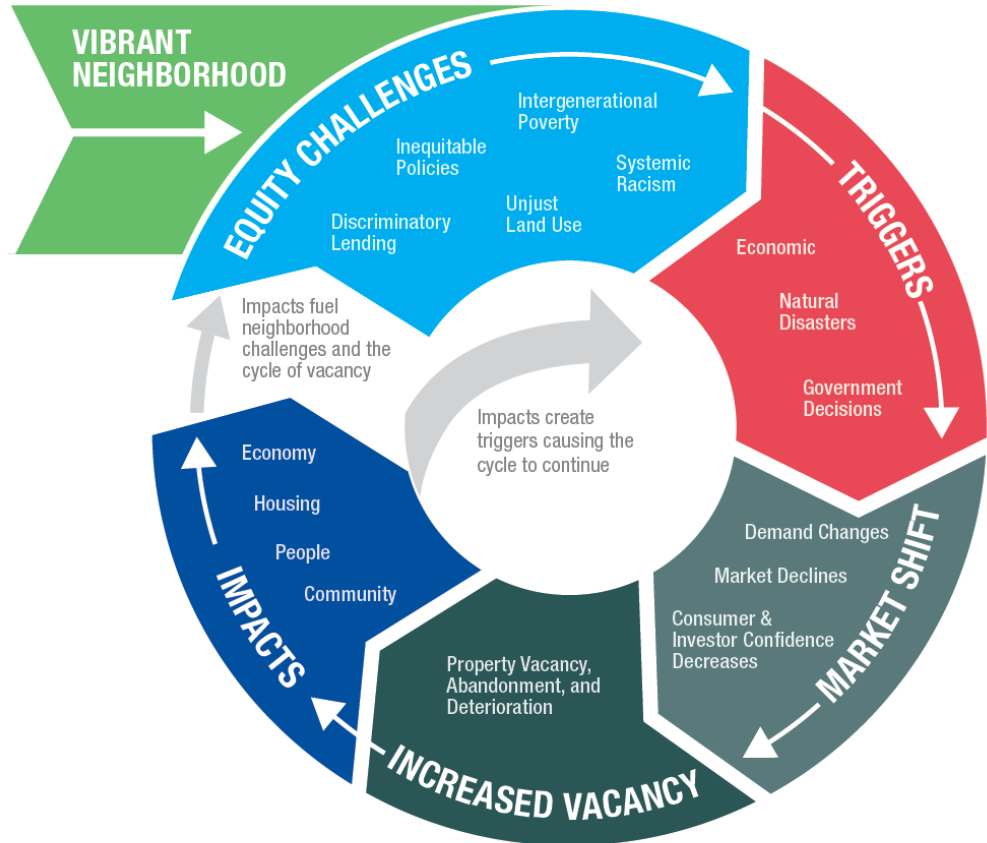 VIBRANT
NEIGHBORHOOD
EQUITY CHALLENGES
Intergenerational
Poverty
Inequitable
Policies
Systemic
Racism
Unjust
Land Use
Discriminatory
Lending
TRIGGERS
Economic
Natural
Disasters
Government
Decisions
MARKET SHIFT
Demand Changes
Market Declines
Consumer &
Investor Confidence
Decreases
INCREASED VACANCY
Property Vacancy,
Abandonment, and
Deterioration
IMPACTS
Economy
Housing
People
Community
Impacts fuel
neighborhood
challenges and the
cycle of vacancy
Impacts create
triggers causing the
cycle to continue